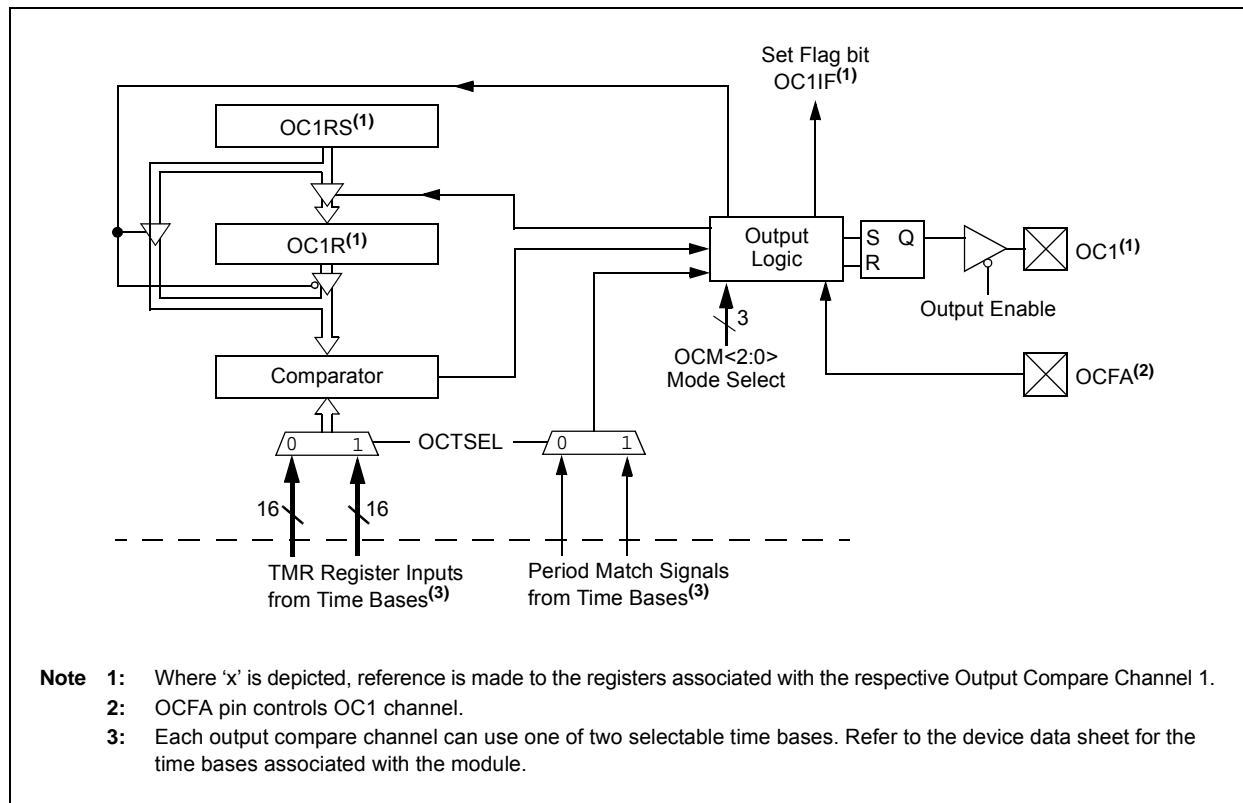 Set Flag bit
OC1IF(1)
OC1RS(1)
OC1R(1)
Output
Logic
S Q
R
OC1(1)
Output Enable
3
OCM<2:0>
Mode Select
OCFA(2)
Comparator
0 1
OCTSEL
0 1
16
16
TMR Register Inputs
from Time Bases(3)
Period Match Signals
from Time Bases(3)
Note 1: Where ‘x’ is depicted, reference is made to the registers associated with the respective Output Compare Channel 1.
2: OCFA pin controls OC1 channel.
3: Each output compare channel can use one of two selectable time bases. Refer to the device data sheet for the
time bases associated with the module.